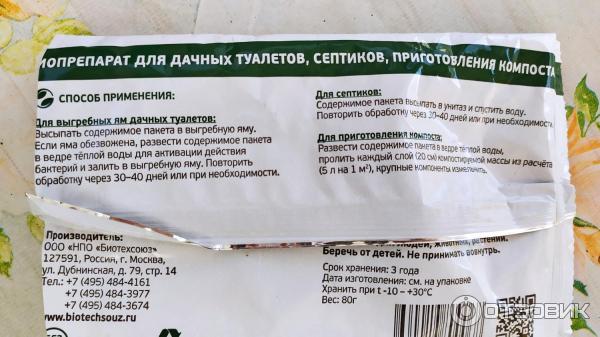 ИОПРЕПАРАТ ДЛЯ ДАЧНЫХ ТУАЛЕТОВ, СЕПТИКОВ, ПРИГОТОВЛЕНИЯ КОМПОСТА
СПОСОБ ПРИМЕНЕНИЯ:
Для выгребных ям дачных туалетов:
Высыпать содержимое пакета в выгребную яму.
Если яма обезвожена, развести содержимое пакета
в ведре тёплой воды для активации действия
бактерий и залить в выгребную яму. Повторить
обработку через 30-40 дней или при необходимости.
Для септиков:
Содержимое пакета высыпать в унитаз и спустить воду.
Повторить обработку через 30-40 дней или при необходимости.
Для приготовления компоста:
Развести содержимое пакета в ведре тёплой воды,
пролить каждый слой (20 см) компостируемой массы из расчёта
(5 л на 1 м²), крупные компоненты измельчить.
Производитель:
ООО «НПО «Биотехсоюз»
127591, Россия, г. Москва,
ул. Дубнинская, д. 79, стр. 14
Тел.: +7 (495) 484-4161
+7 (495) 484-3977
+7 (495) 484-3674
www.biotechsouz.ru
людей, животных, растений.
Беречь от детей. Не принимать вовнутрь.
Срок хранения: 3 года
Дата изготовления: см. на упаковке
Хранить при t -10 - +30°C
Вес: 80г
ОТЗОВИК